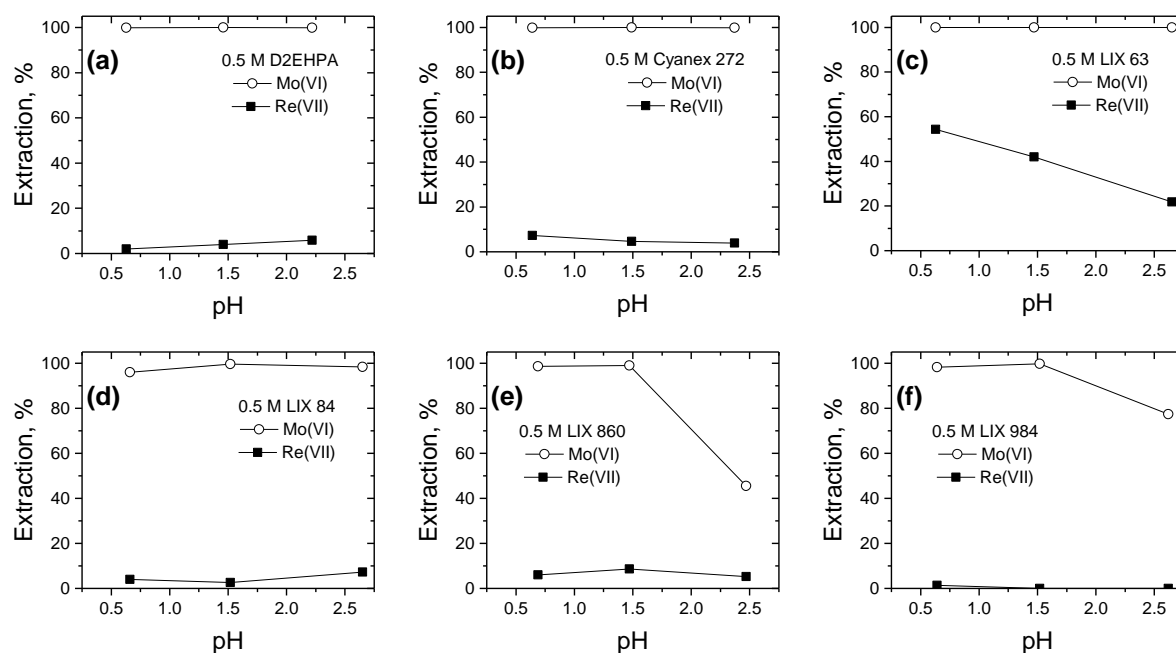 (a)
0.5 M D2EHPA
Mo(VI)
Re(VII)
Extraction, %
100
80
60
40
20
0
0.5 1.0 1.5 2.0 2.5
pH
(b)
0.5 M Cyanex 272
Mo(VI)
Re(VII)
Extraction, %
100
80
60
40
20
0
0.5 1.0 1.5 2.0 2.5
pH
(c)
0.5 M LIX 63
Mo(VI)
Re(VII)
Extraction, %
100
80
60
40
20
0
0.5 1.0 1.5 2.0 2.5
pH
(d)
0.5 M LIX 84
Mo(VI)
Re(VII)
Extraction, %
100
80
60
40
20
0
0.5 1.0 1.5 2.0 2.5
pH
(e)
0.5 M LIX 860
Mo(VI)
Re(VII)
Extraction, %
100
80
60
40
20
0
0.5 1.0 1.5 2.0 2.5
pH
(f)
0.5 M LIX 984
Mo(VI)
Re(VII)
Extraction, %
100
80
60
40
20
0
0.5 1.0 1.5 2.0 2.5
pH